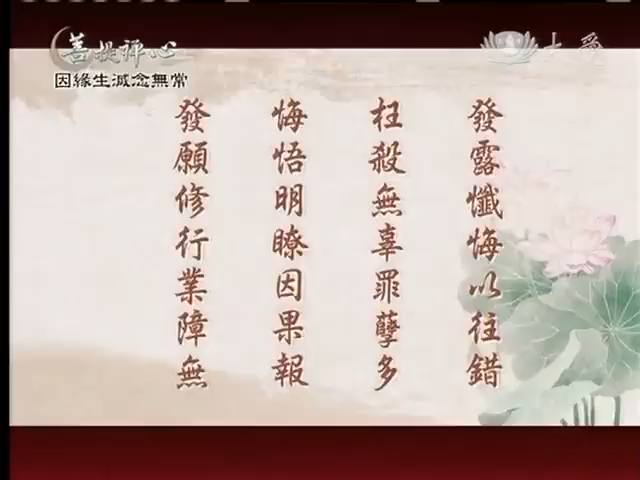 菩提禪心
大愛
因緣生滅念無常
發露懺悔以往錯
枉殺無辜罪孽多
悔悟明瞭因果報
發願修行業障無